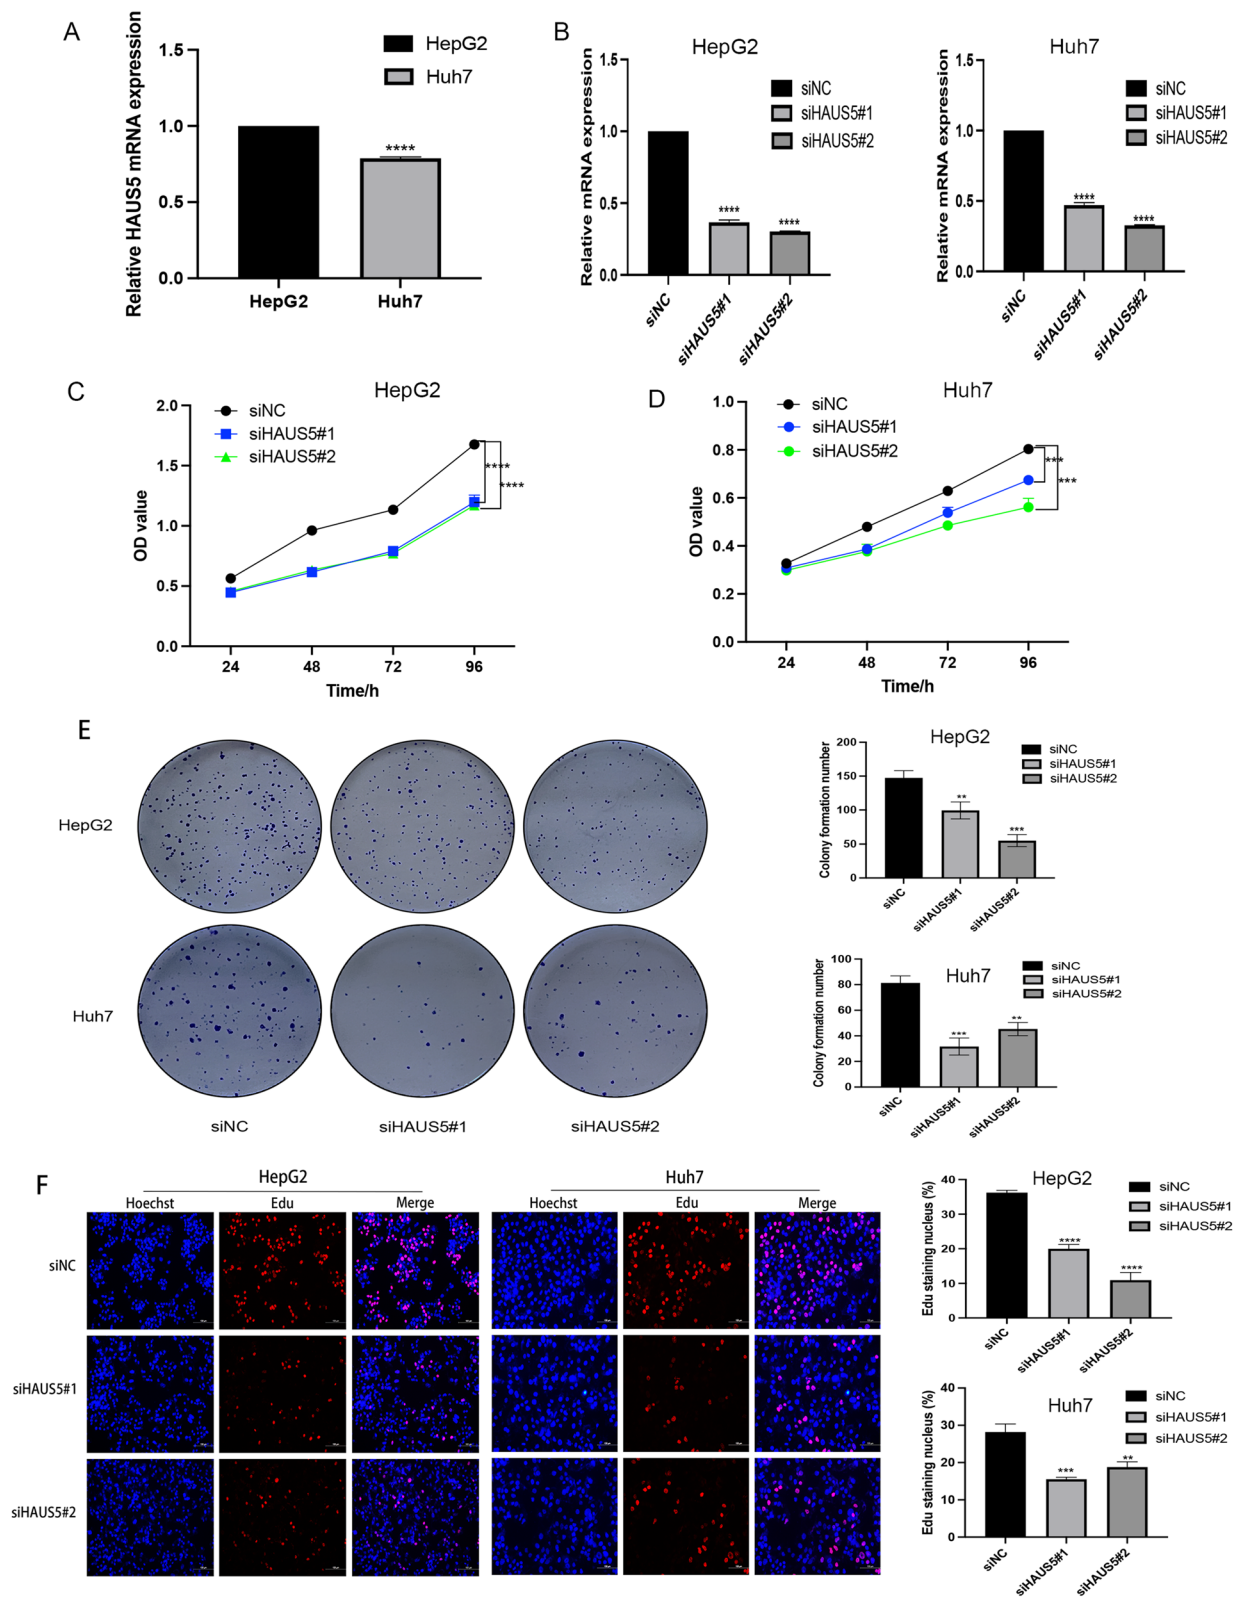 A
Relative HAUS5 mRNA expression
1.5
1.0
0.5
0.0
HepG2
Huh7
****
HepG2
Huh7
B
HepG2
Relative mRNA expression
1.5
1.0
0.5
0.0
siNC
siHAUS5#1
siHAUS5#2
****
****
siNC
siHAUS5#1
siHAUS5#2
Huh7
Relative mRNA expression
1.5
1.0
0.5
0.0
siNC
siHAUS5#1
siHAUS5#2
****
****
siNC
siHAUS5#1
siHAUS5#2
C
HepG2
OD value
2.0
1.5
1.0
0.5
0.0
siNC
siHAUS5#1
siHAUS5#2
****
****
24 48 72 96
Time/h
D
Huh7
OD value
1.0
0.8
0.6
0.4
0.2
0.0
siNC
siHAUS5#1
siHAUS5#2
***
***
24 48 72 96
Time/h
E
HepG2
Huh7
siNC siHAUS5#1 siHAUS5#2
HepG2
Colony formation number
200
150
100
50
0
siNC
siHAUS5#1
siHAUS5#2
**
***
siNC
siHAUS5#1
siHAUS5#2
Huh7
Colony formation number
100
80
60
40
20
0
siNC
siHAUS5#1
siHAUS5#2
***
**
siNC
siHAUS5#1
siHAUS5#2
F
HepG2 Huh7
Hoechst Edu Merge Hoechst Edu Merge
siNC
siHAUS5#1
siHAUS5#2
HepG2
Edu staining nucleus (%)
40
30
20
10
0
siNC
siHAUS5#1
siHAUS5#2
****
****
siNC
siHAUS5#1
siHAUS5#2
Huh7
Edu staining nucleus (%)
40
30
20
10
0
siNC
siHAUS5#1
siHAUS5#2
***
**
siNC
siHAUS5#1
siHAUS5#2